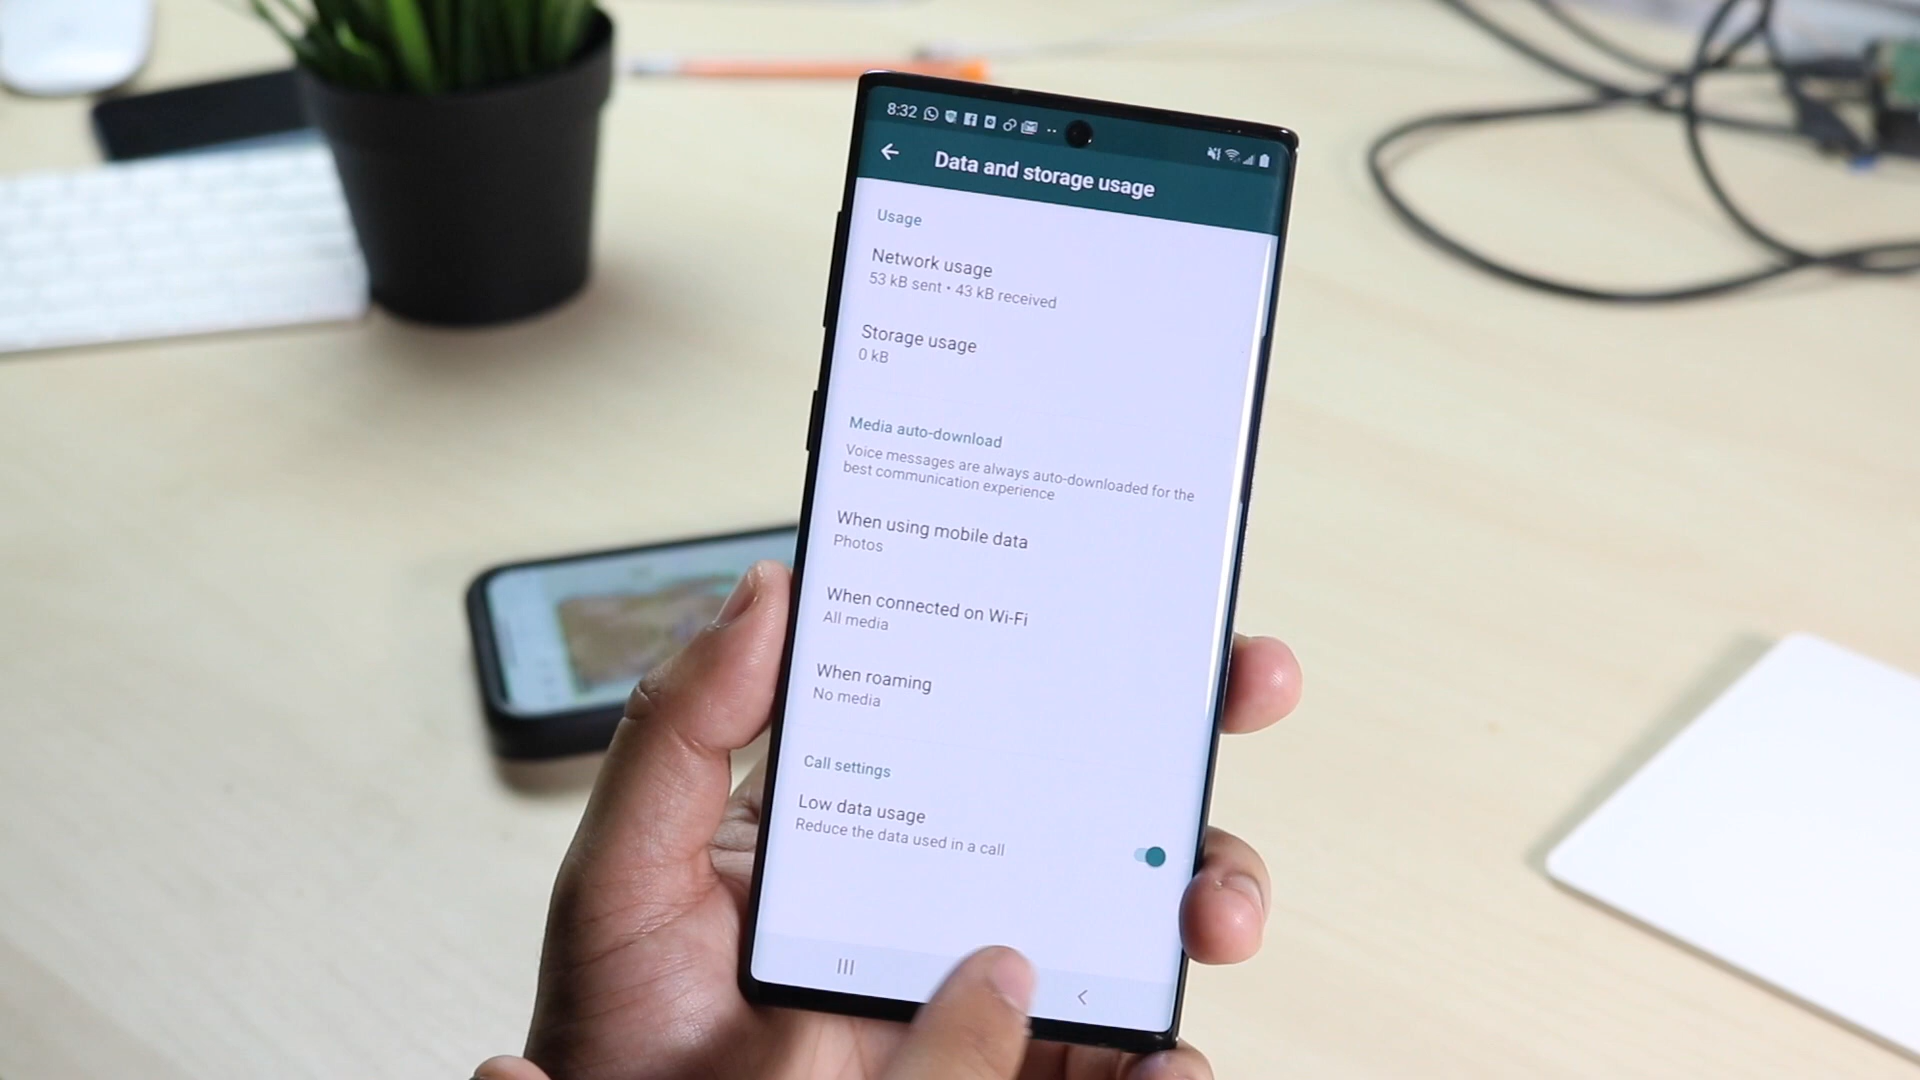 8:32
Data and storage usage
Usage
Network usage
53 kB sent • 43 kB received
Storage usage
0 kB
Media auto-download
Voice messages are always auto-downloaded for the
best communication experience
When using mobile data
Photos
When connected on Wi-Fi
All media
When roaming
No media
Call settings
Low data usage
Reduce the data used in a call